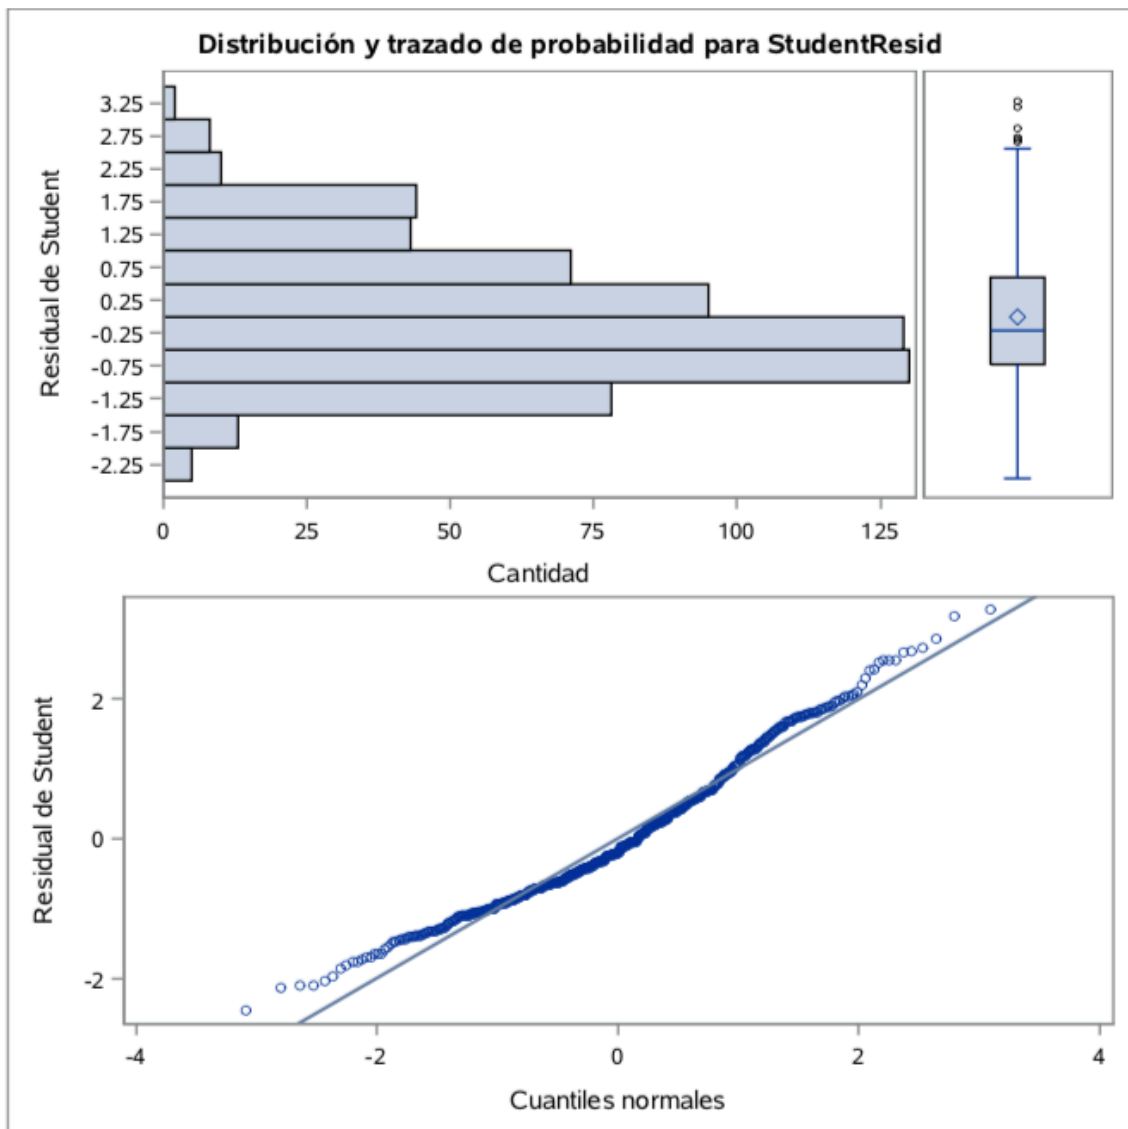 Distribución y trazado de probabilidad para StudentResid
Residual de Student
3.25
2.75
2.25
1.75
1.25
0.75
0.25
-0.25
-0.75
-1.25
-1.75
-2.25
0 25 50 75 100 125
Cantidad
Residual de Student
2
0
-2
-4 -2 0 2 4
Cuantiles normales